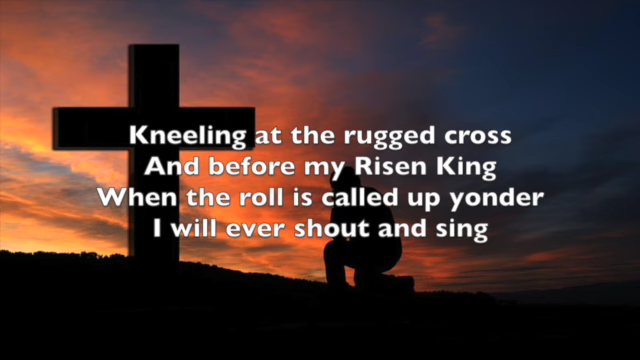 Kneeling at the rugged cross
And before my Risen King
When the roll is called up yonder
I will ever shout and sing